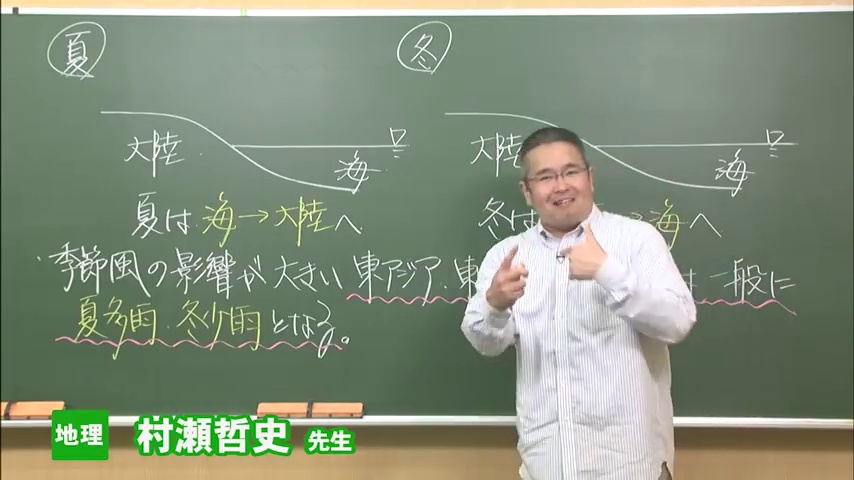 夏
冬
大陸
海
大陸
海
夏は 海→大陸へ
冬は 海へ
・季節風の影響が大きい 東アジア・東 は一般に
夏多雨・冬少雨となる。
地理 村瀬哲史 先生